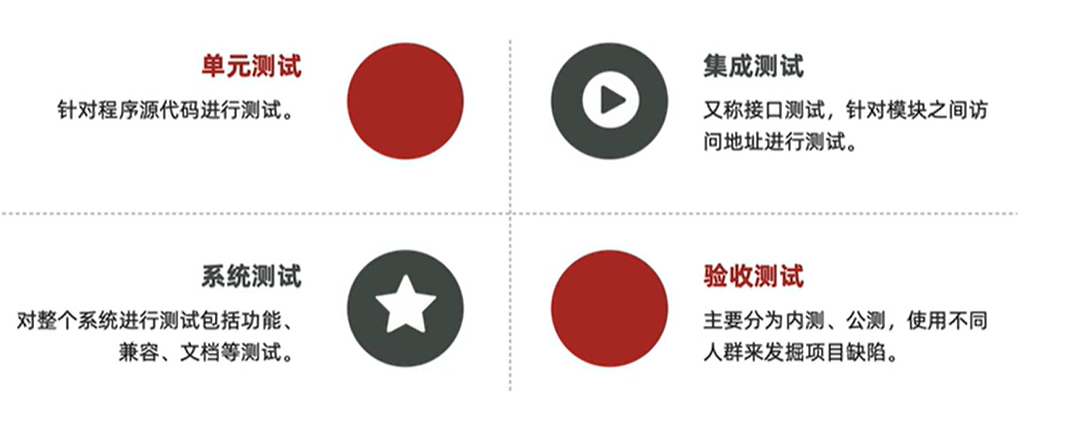 单元测试
针对程序源代码进行测试。
集成测试
又称接口测试，针对模块之间访
问地址进行测试。
系统测试
对整个系统进行测试包括功能、
兼容、文档等测试。
验收测试
主要分为内测、公测，使用不同
人群来发掘项目缺陷。